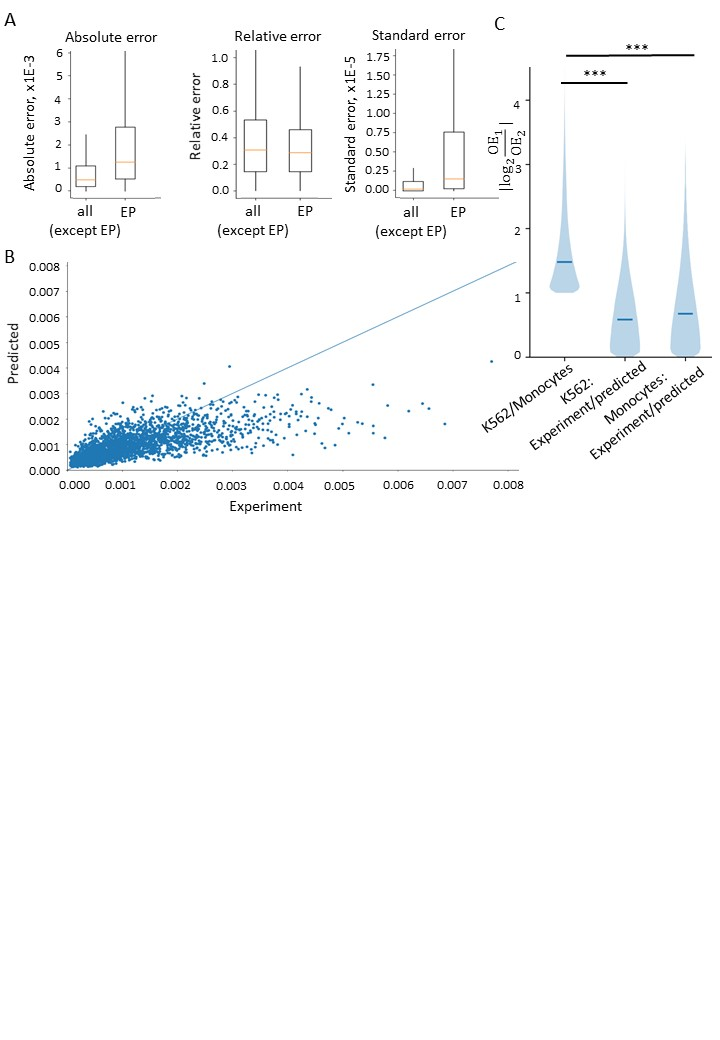 A
Absolute error
Absolute error, x1E-3
6
5
4
3
2
1
0
all
(except EP)
EP
Relative error
Relative error
1.0
0.8
0.6
0.4
0.2
0.0
all
(except EP)
EP
Standard error
Standard error, x1E-5
1.75
1.50
1.25
1.00
0.75
0.50
0.25
0.00
all
(except EP)
EP
B
Predicted
0.008
0.007
0.006
0.005
0.004
0.003
0.002
0.001
0.000
0.000 0.001 0.002 0.003 0.004 0.005 0.006 0.007 0.008
Experiment
C
***
***
|log₂ OE₁/OE₂|
4
3
2
1
0
K562/Monocytes
K562:
Experiment/predicted
Monocytes:
Experiment/predicted